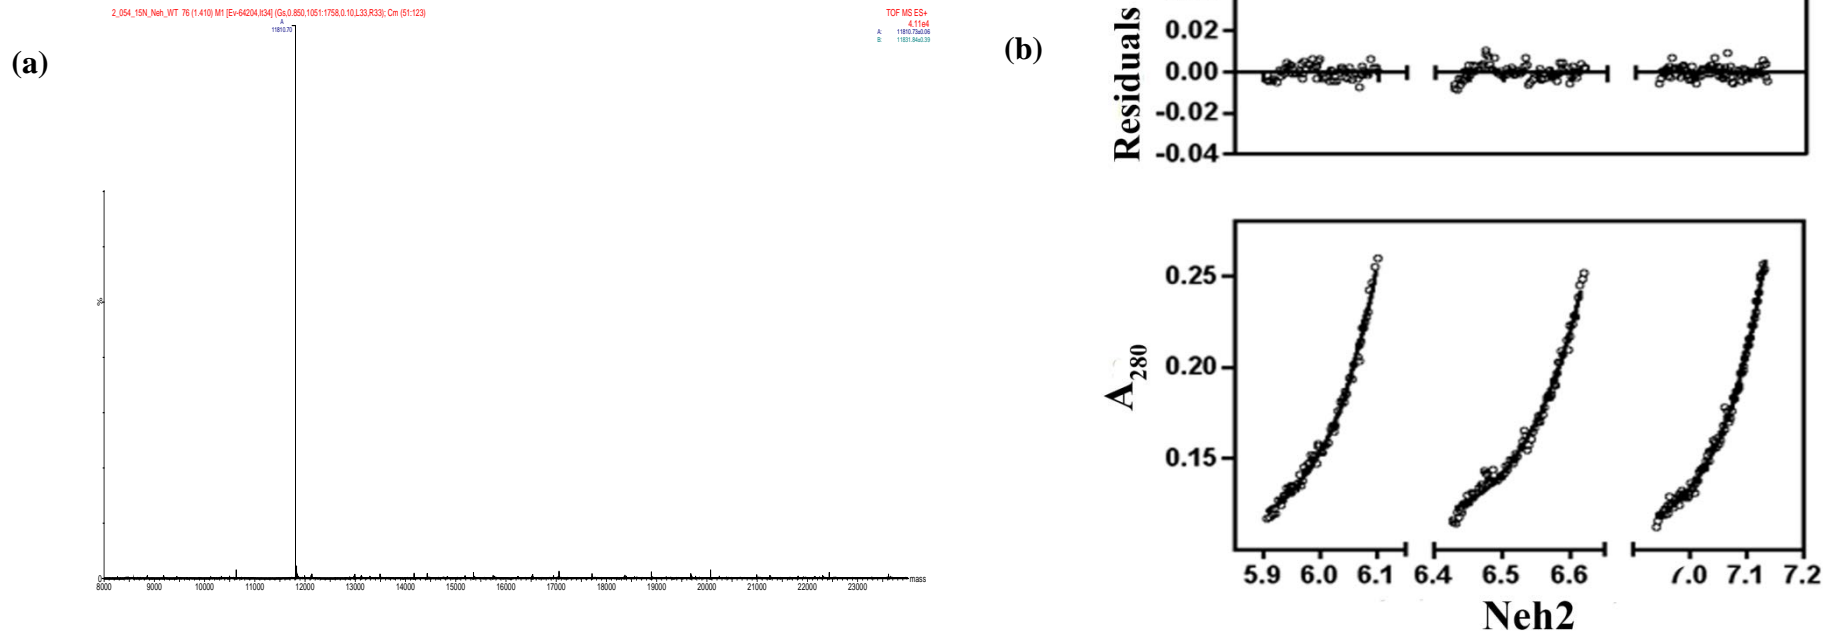 (a)
2_054_15N_Neh_WT 76 (1.410) M1 [Ev-64204,It34] (Gs,0.850,1051:1758,0.10,L33,R33); Cm (51:123)
TOF MS ES+
4.11e4
A: 11810.73±0.06
B: 11831.84±0.39
A
11810.70
%
0
8000 9000 10000 11000 12000 13000 14000 15000 16000 17000 18000 19000 20000 21000 22000 23000
mass
(b)
Residuals
0.02
0.00
-0.02
-0.04
A280
0.25
0.20
0.15
5.9 6.0 6.1 6.4 6.5 6.6 7.0 7.1 7.2
Neh2